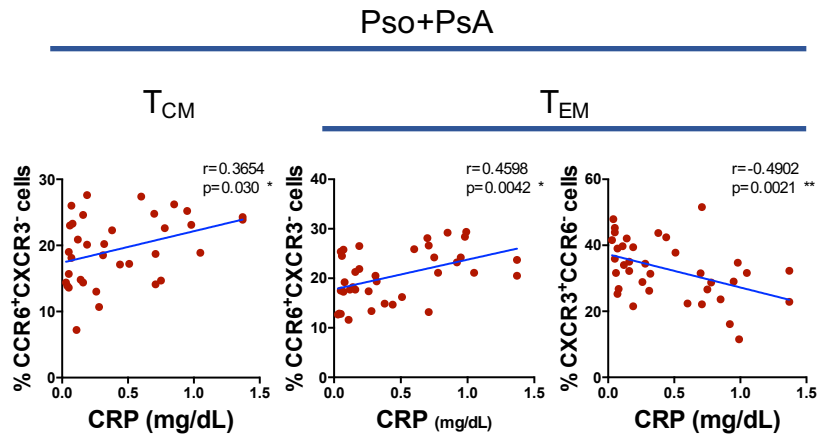 Pso+PsA
T_CM
T_EM
r=0.3654
p=0.030 *
% CCR6⁺CXCR3⁻ cells
30
20
10
0
0.0 0.5 1.0 1.5
CRP (mg/dL)
r=0.4598
p=0.0042 *
% CCR6⁺CXCR3⁻ cells
40
30
20
10
0
0.0 0.5 1.0 1.5
CRP (mg/dL)
r=-0.4902
p=0.0021 **
% CXCR3⁺CCR6⁻ cells
60
40
20
0
0.0 0.5 1.0 1.5
CRP (mg/dL)